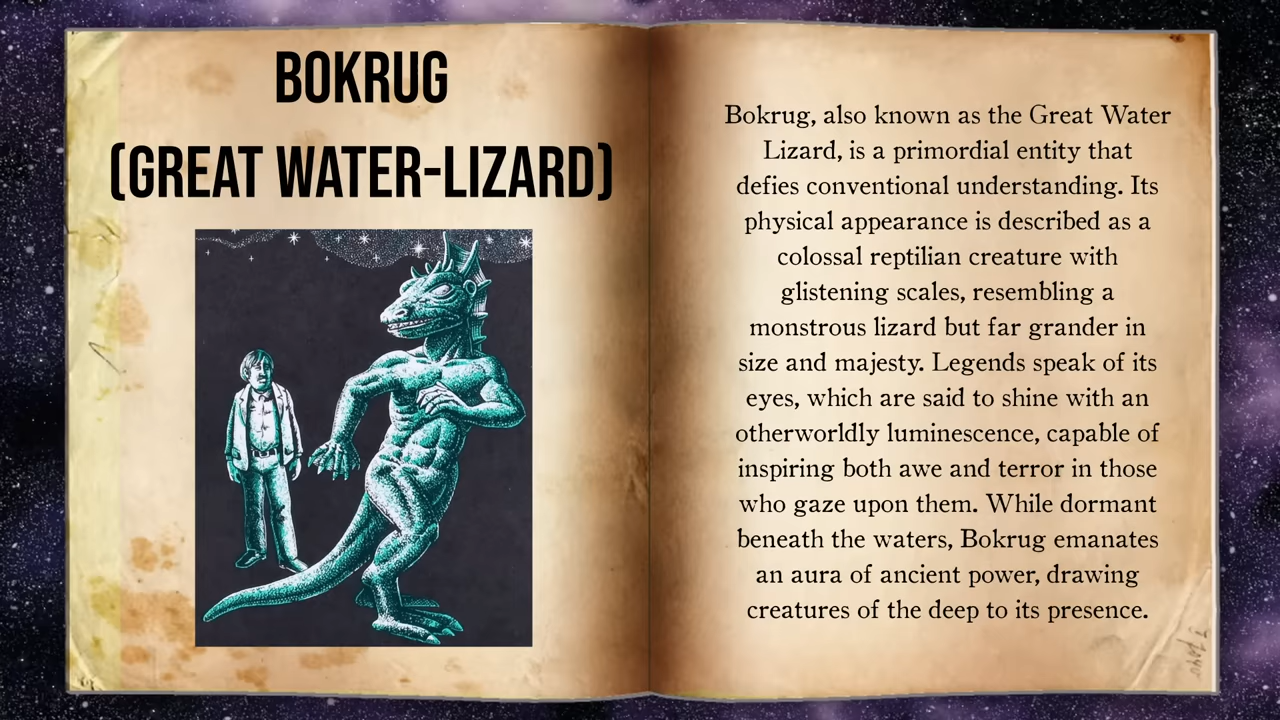 BOKRUG
(GREAT WATER-LIZARD)
Bokrug, also known as the Great Water
Lizard, is a primordial entity that
defies conventional understanding. Its
physical appearance is described as a
colossal reptilian creature with
glistening scales, resembling a
monstrous lizard but far grander in
size and majesty. Legends speak of its
eyes, which are said to shine with an
otherworldly luminescence, capable of
inspiring both awe and terror in those
who gaze upon them. While dormant
beneath the waters, Bokrug emanates
an aura of ancient power, drawing
creatures of the deep to its presence.